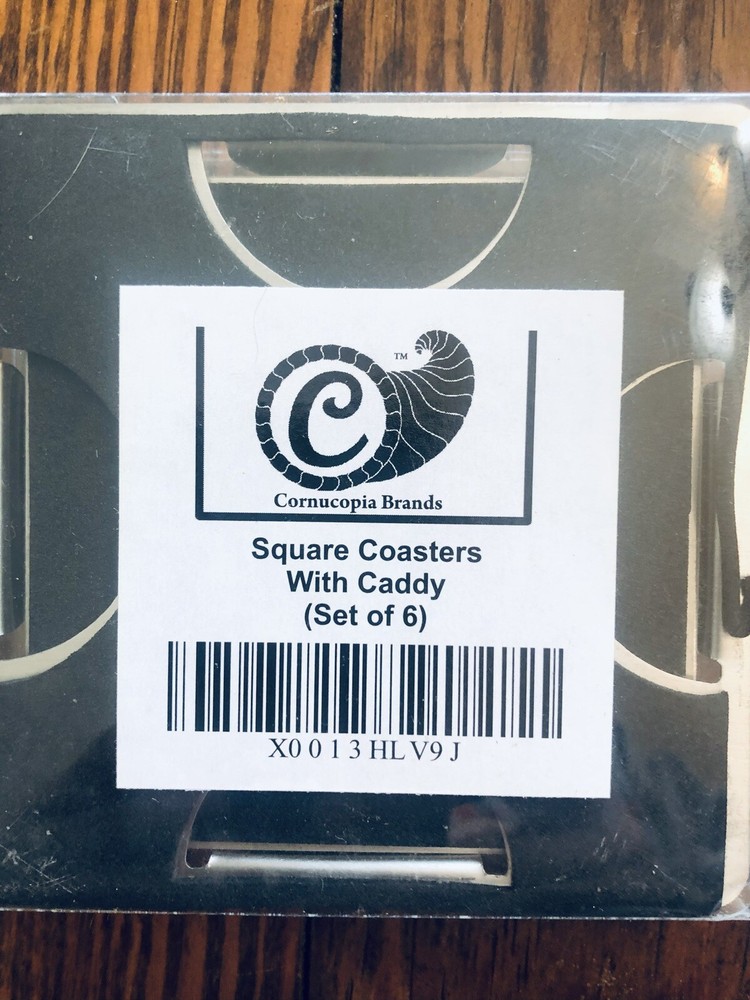 C
TM
Cornucopia Brands
Square Coasters
With Caddy
(Set of 6)
X0013HLV9J